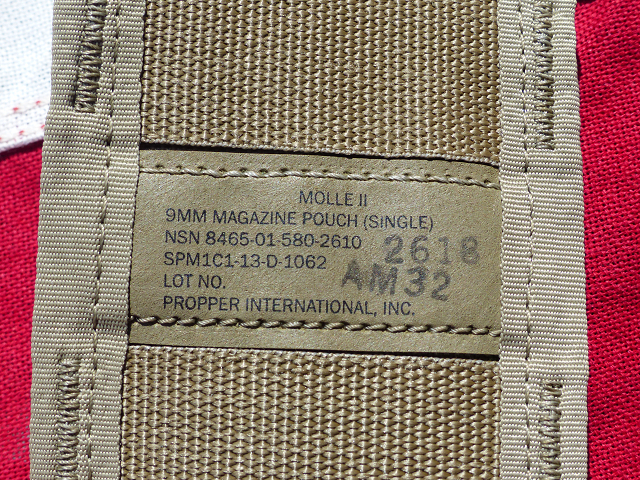 MOLLE II
9MM MAGAZINE POUCH (SINGLE)
NSN 8465-01-580-2610
SPM1C1-13-D-1062
LOT NO.
PROPPER INTERNATIONAL, INC.
2618
AM32